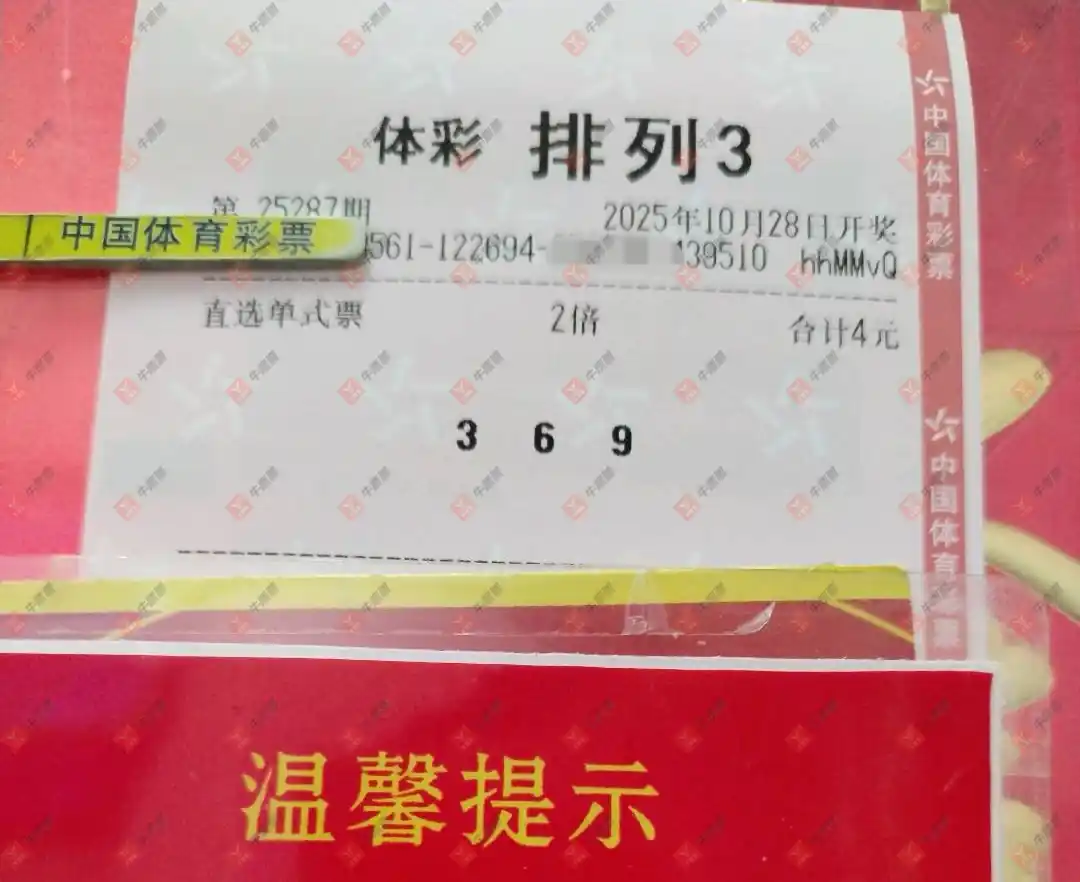 体彩 排列3
第 25287期
2025年10月28日开奖
中国体育彩票
561-122694-
39510 hhMMvQ
直选单式票 2倍 合计4元
3 6 9
中国体育彩票
中国体育彩票
温馨提示